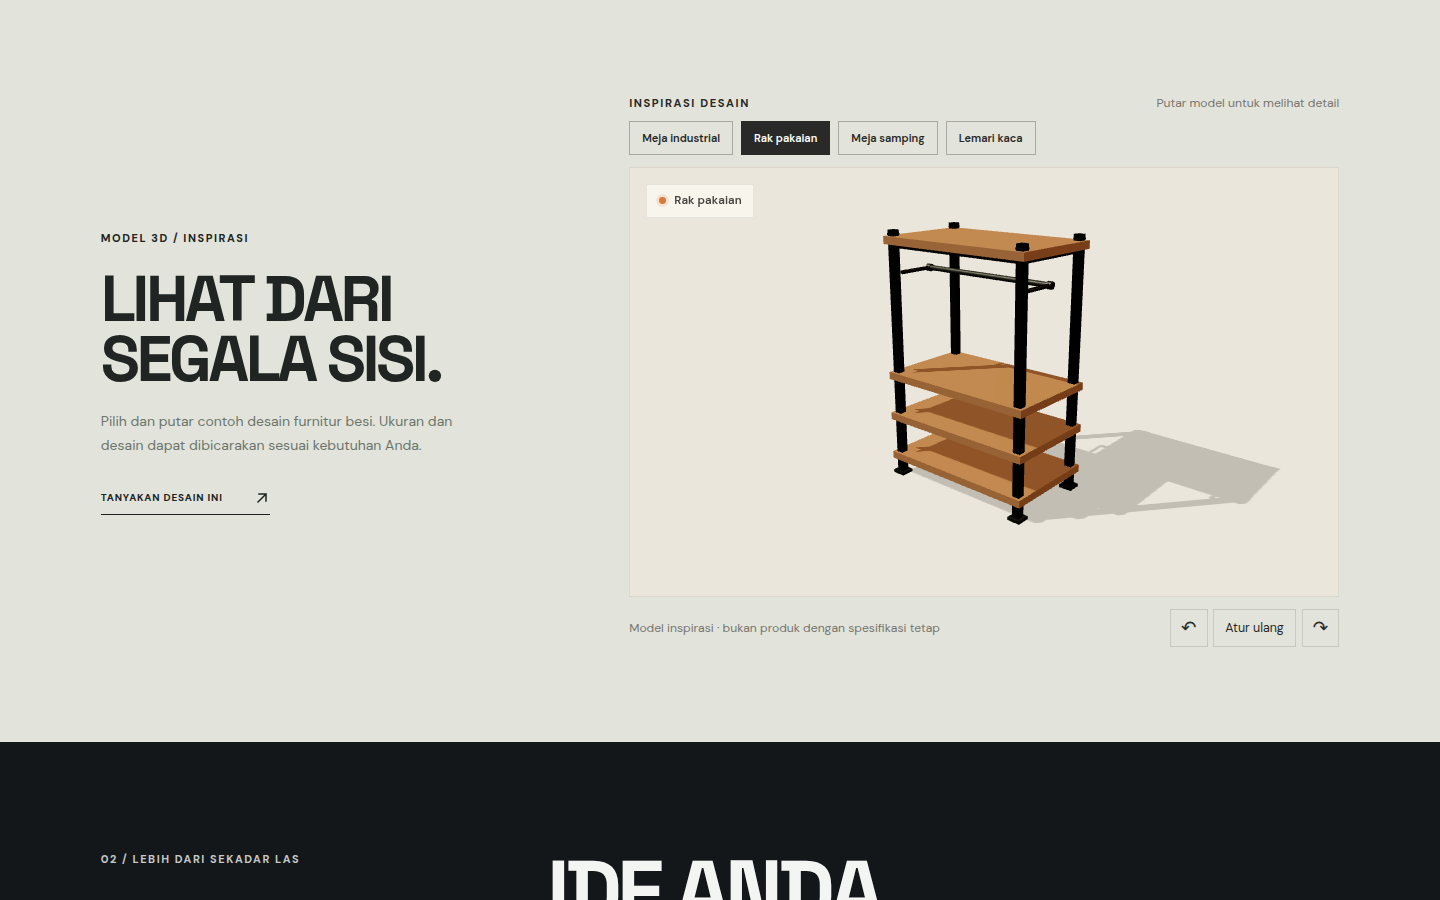 MODEL 3D / INSPIRASI
LIHAT DARI
SEGALA SISI.
Pilih dan putar contoh desain furnitur besi. Ukuran dan
desain dapat dibicarakan sesuai kebutuhan Anda.
TANYAKAN DESAIN INI
INSPIRASI DESAIN
Putar model untuk melihat detail
Meja industrial
Rak pakaian
Meja samping
Lemari kaca
Rak pakaian
Model inspirasi · bukan produk dengan spesifikasi tetap
↶
Atur ulang
↷
02 / LEBIH DARI SEKADAR LAS
IDE ANDA